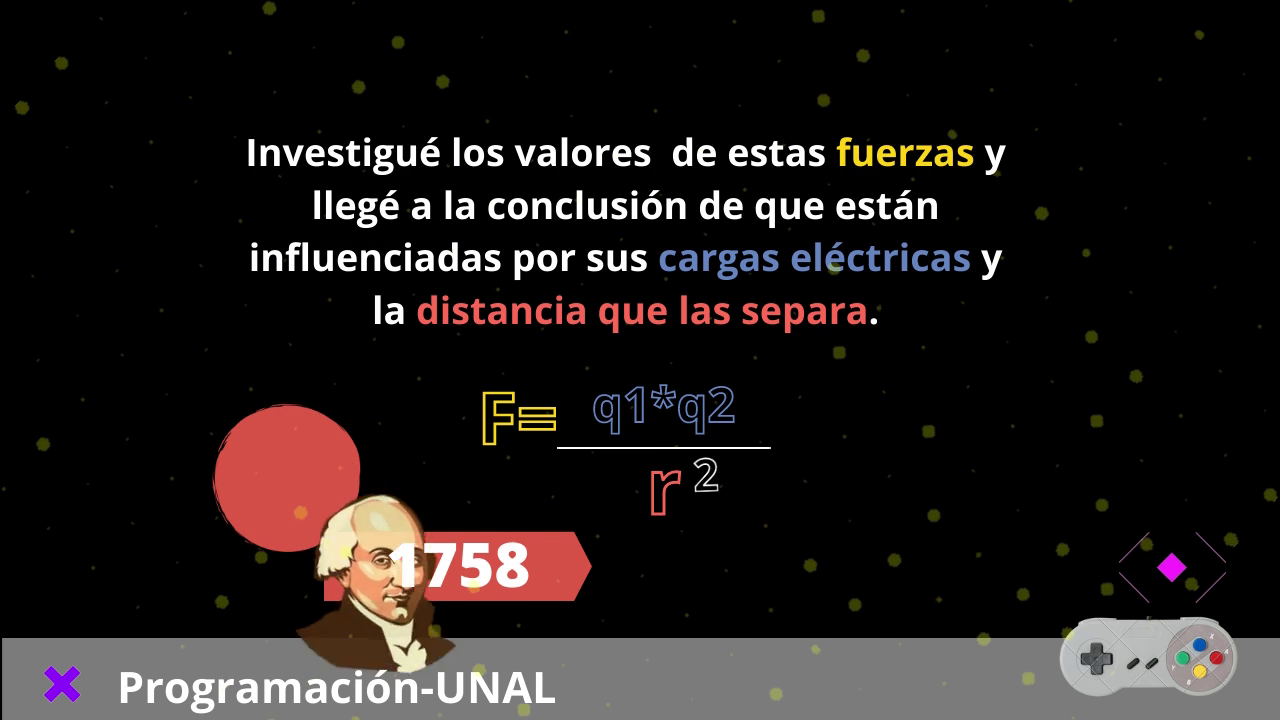 Investigué los valores  de estas fuerzas y
llegé a la conclusión de que están
influenciadas por sus cargas eléctricas y
la distancia que las separa.
F= q1*q2
r 2
1758
Programación-UNAL